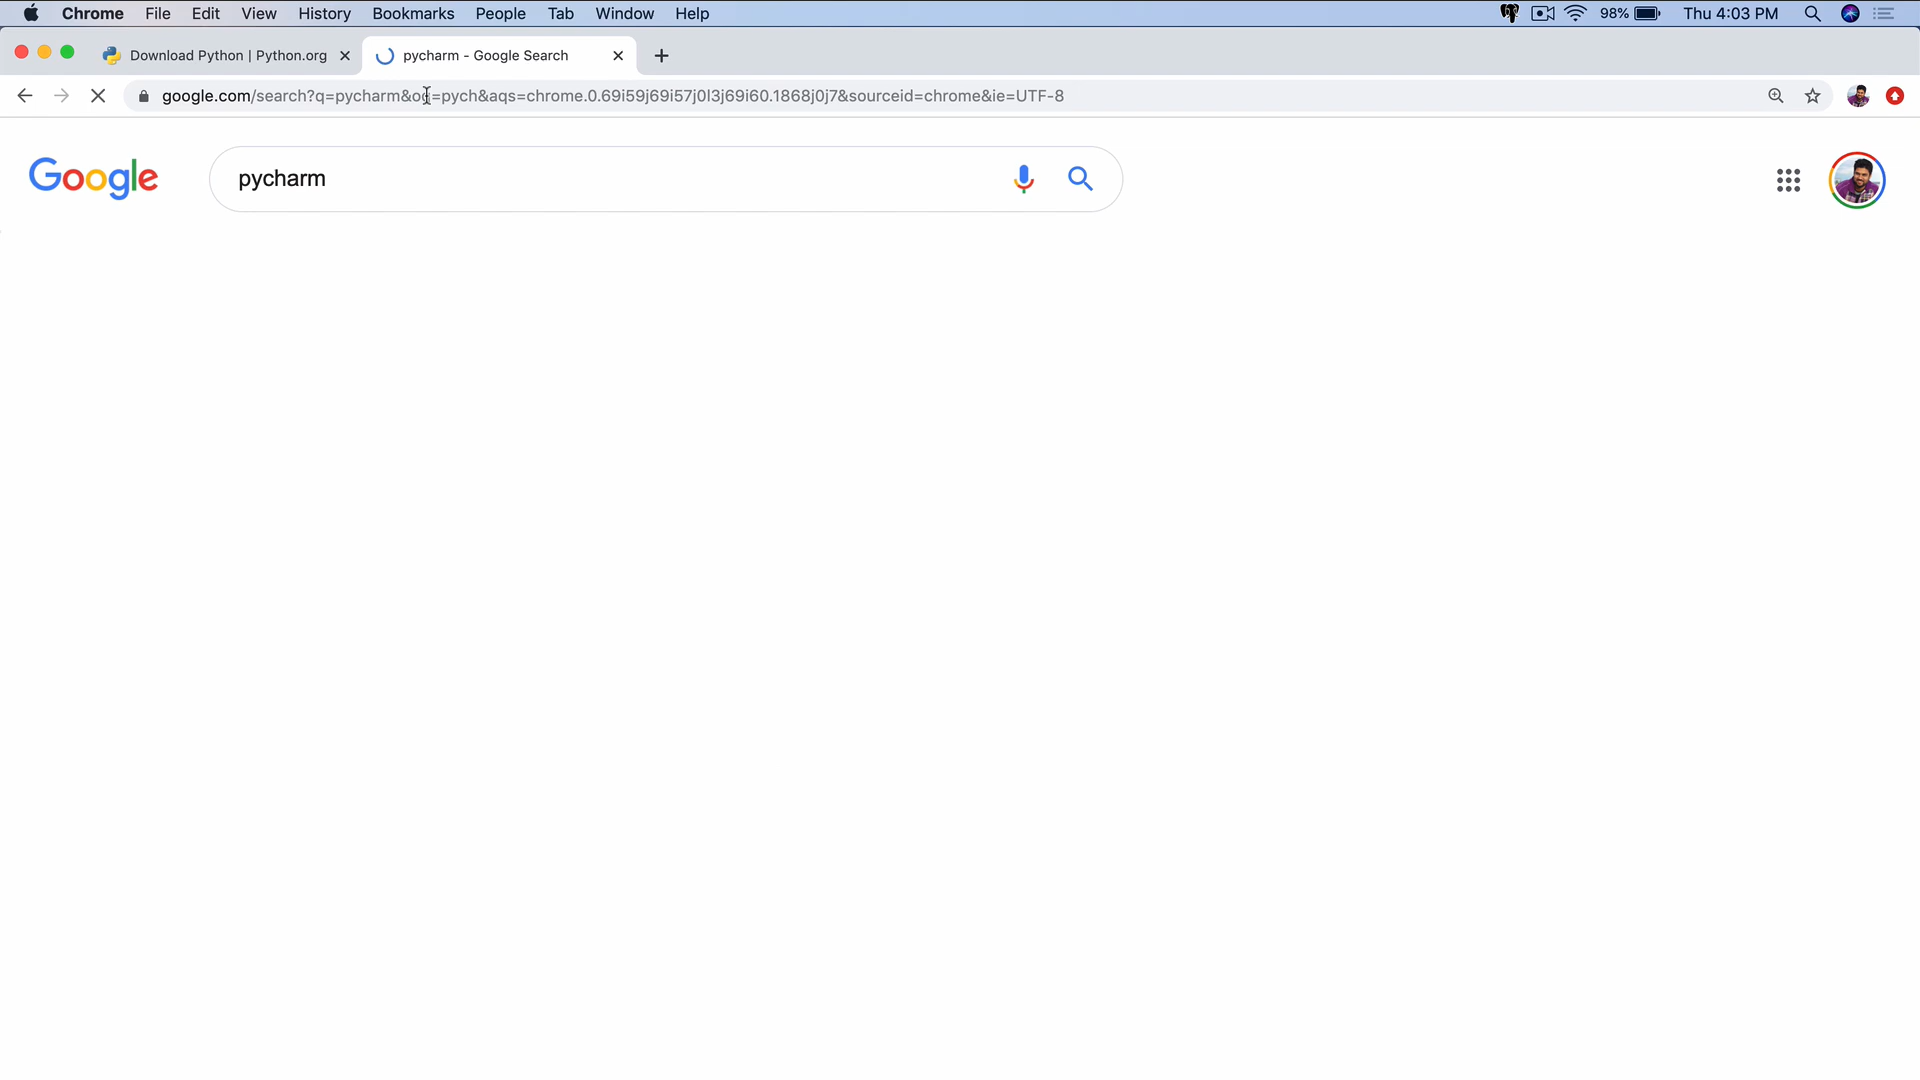 Chrome File Edit View History Bookmarks People Tab Window Help 98% Thu 4:03 PM
Download Python | Python.org pycharm - Google Search
google.com/search?q=pycharm&oq=pych&aqs=chrome.0.69i59j69i57j0l3j69i60.1868j0j7&sourceid=chrome&ie=UTF-8
Google pycharm